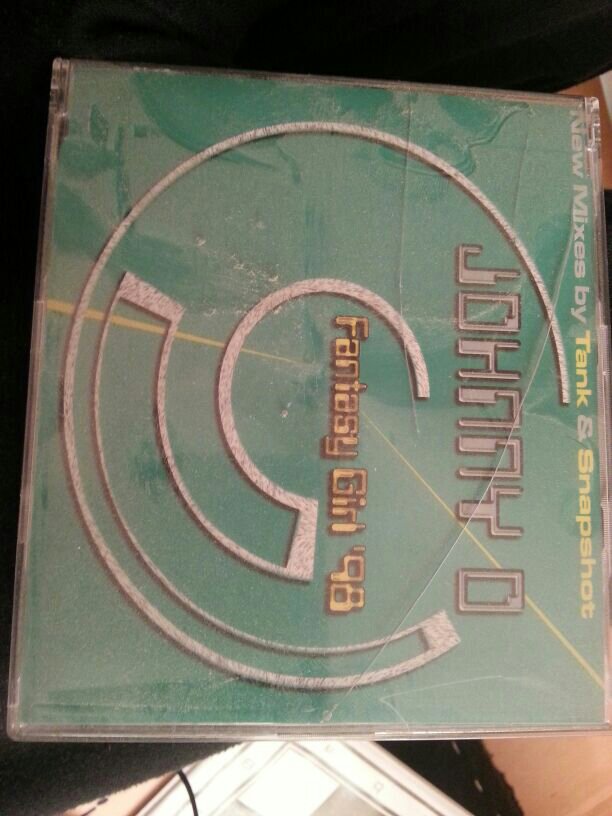 New Mixes by Tank & Snapshot
JOHNNY O
Fantasy Girl '98